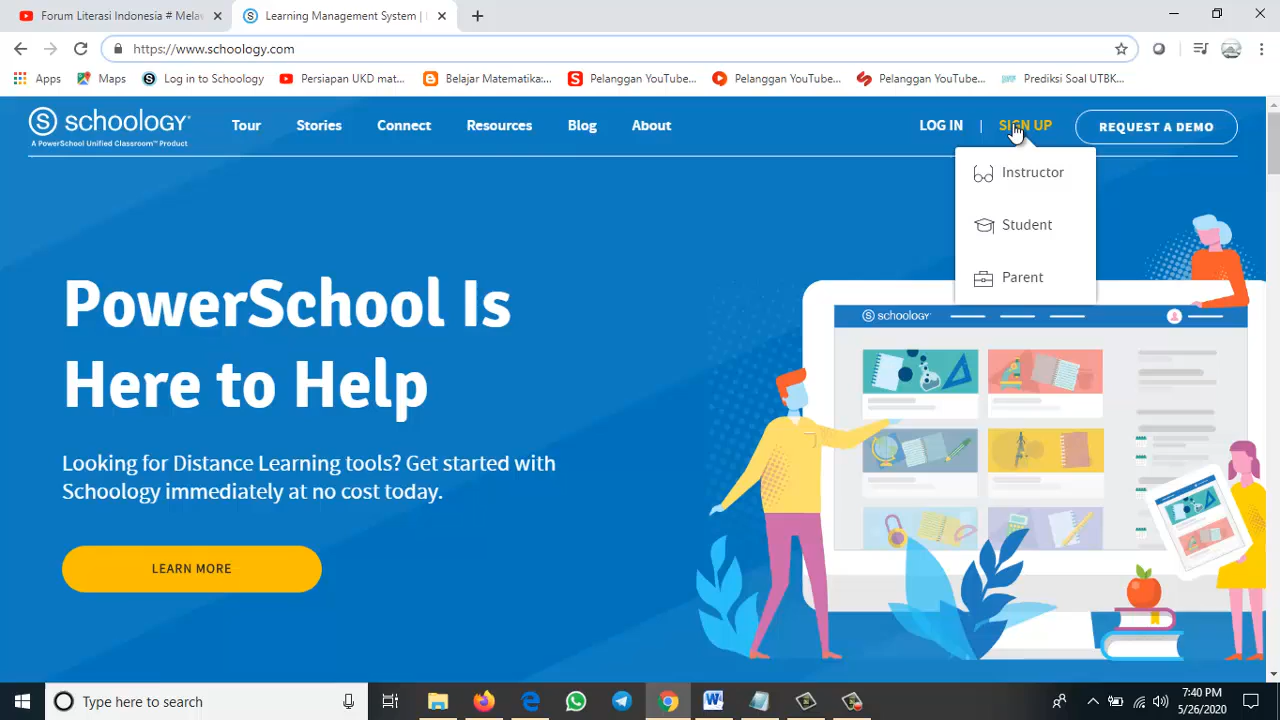 Forum Literasi Indonesia # Mela
Learning Management System |
https://www.schoology.com
Apps
Maps
Log in to Schoology
Persiapan UKD mat...
Belajar Matematika:...
Pelanggan YouTube...
Pelanggan YouTube...
Pelanggan YouTube...
Prediksi Soal UTBK...
schoology
A PowerSchool Unified Classroom™ Product
Tour
Stories
Connect
Resources
Blog
About
LOG IN
|
SIGN UP
REQUEST A DEMO
Instructor
Student
Parent
PowerSchool Is
Here to Help
Looking for Distance Learning tools? Get started with
Schoology immediately at no cost today.
LEARN MORE
schoology
Type here to search
7:40 PM
5/26/2020